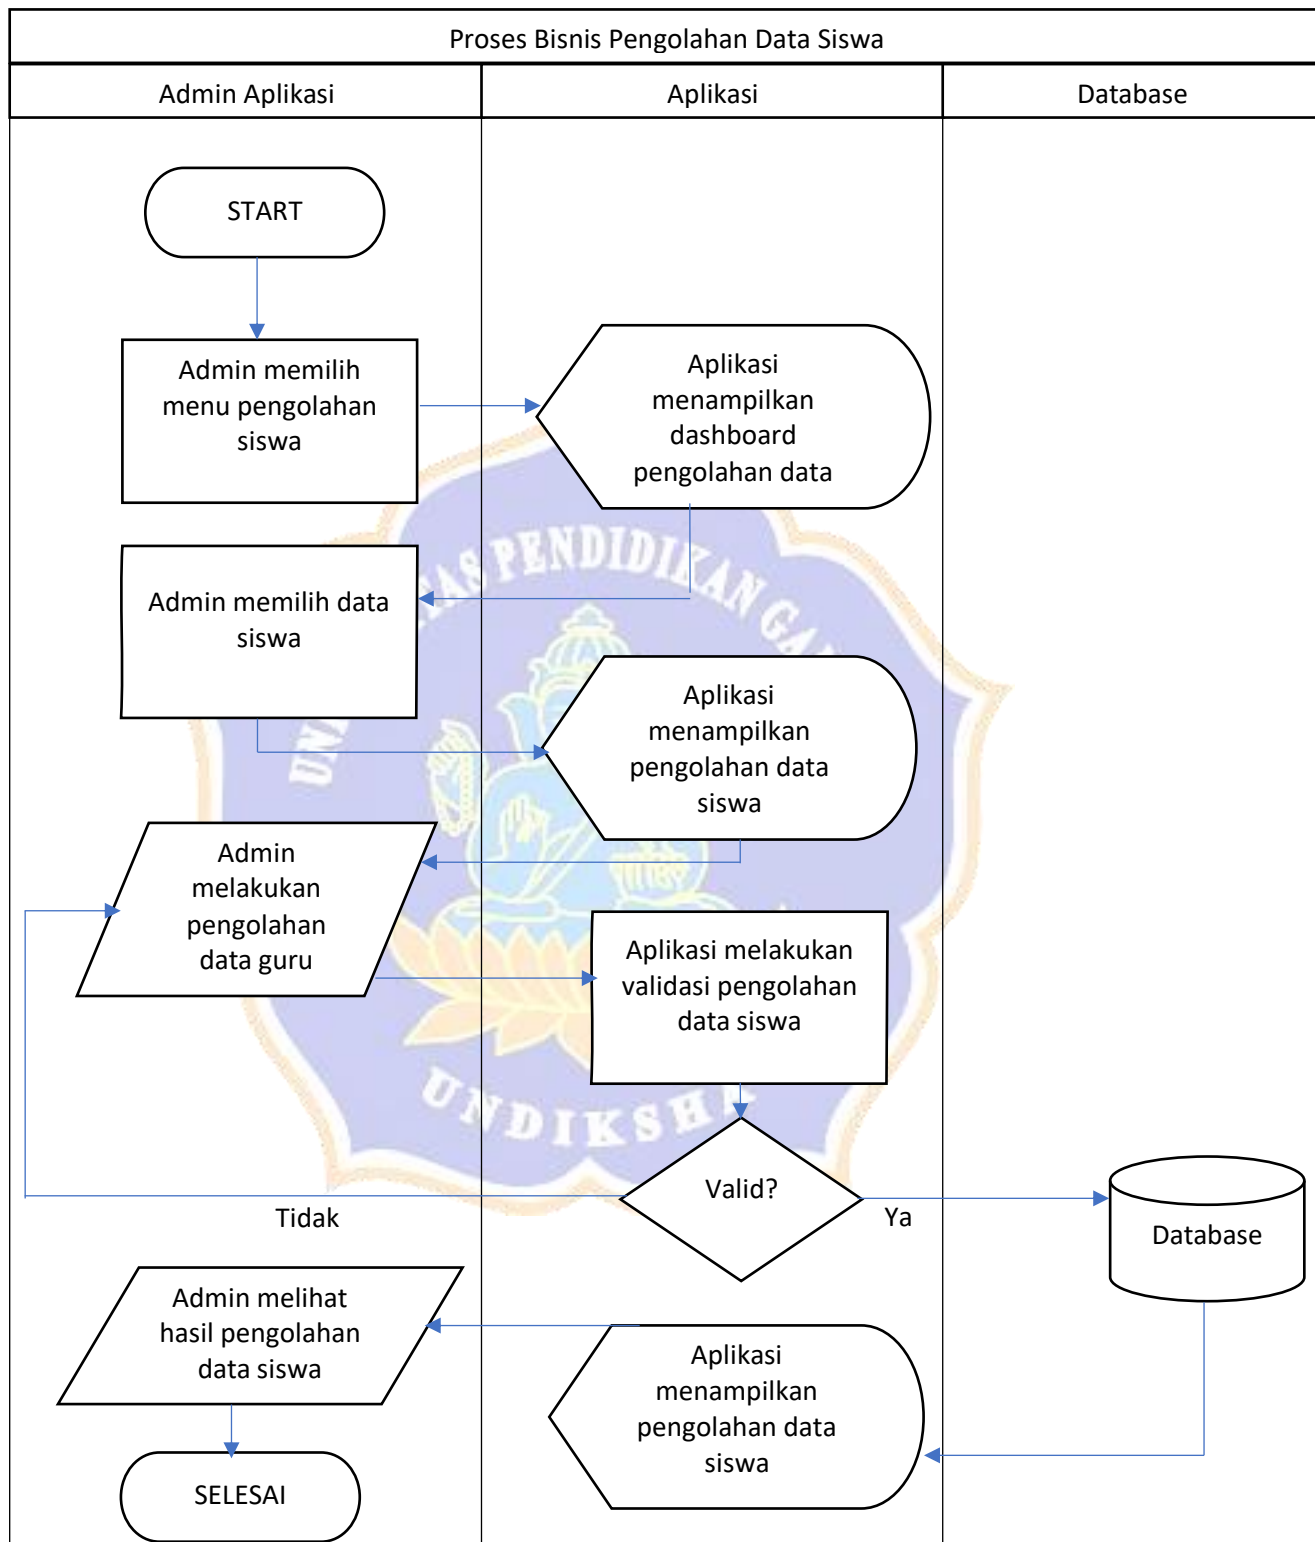 Proses Bisnis Pengolahan Data Siswa
Admin Aplikasi
Aplikasi
Database
START
Admin memilih
menu pengolahan
siswa
Aplikasi
menampilkan
dashboard
pengolahan data
Admin memilih data
siswa
Aplikasi
menampilkan
pengolahan data
siswa
Admin
melakukan
pengolahan
data guru
Aplikasi melakukan
validasi pengolahan
data siswa
Valid?
Tidak
Ya
Database
Admin melihat
hasil pengolahan
data siswa
Aplikasi
menampilkan
pengolahan data
siswa
SELESAI
PENDIDIKAN
UNDIKSHA